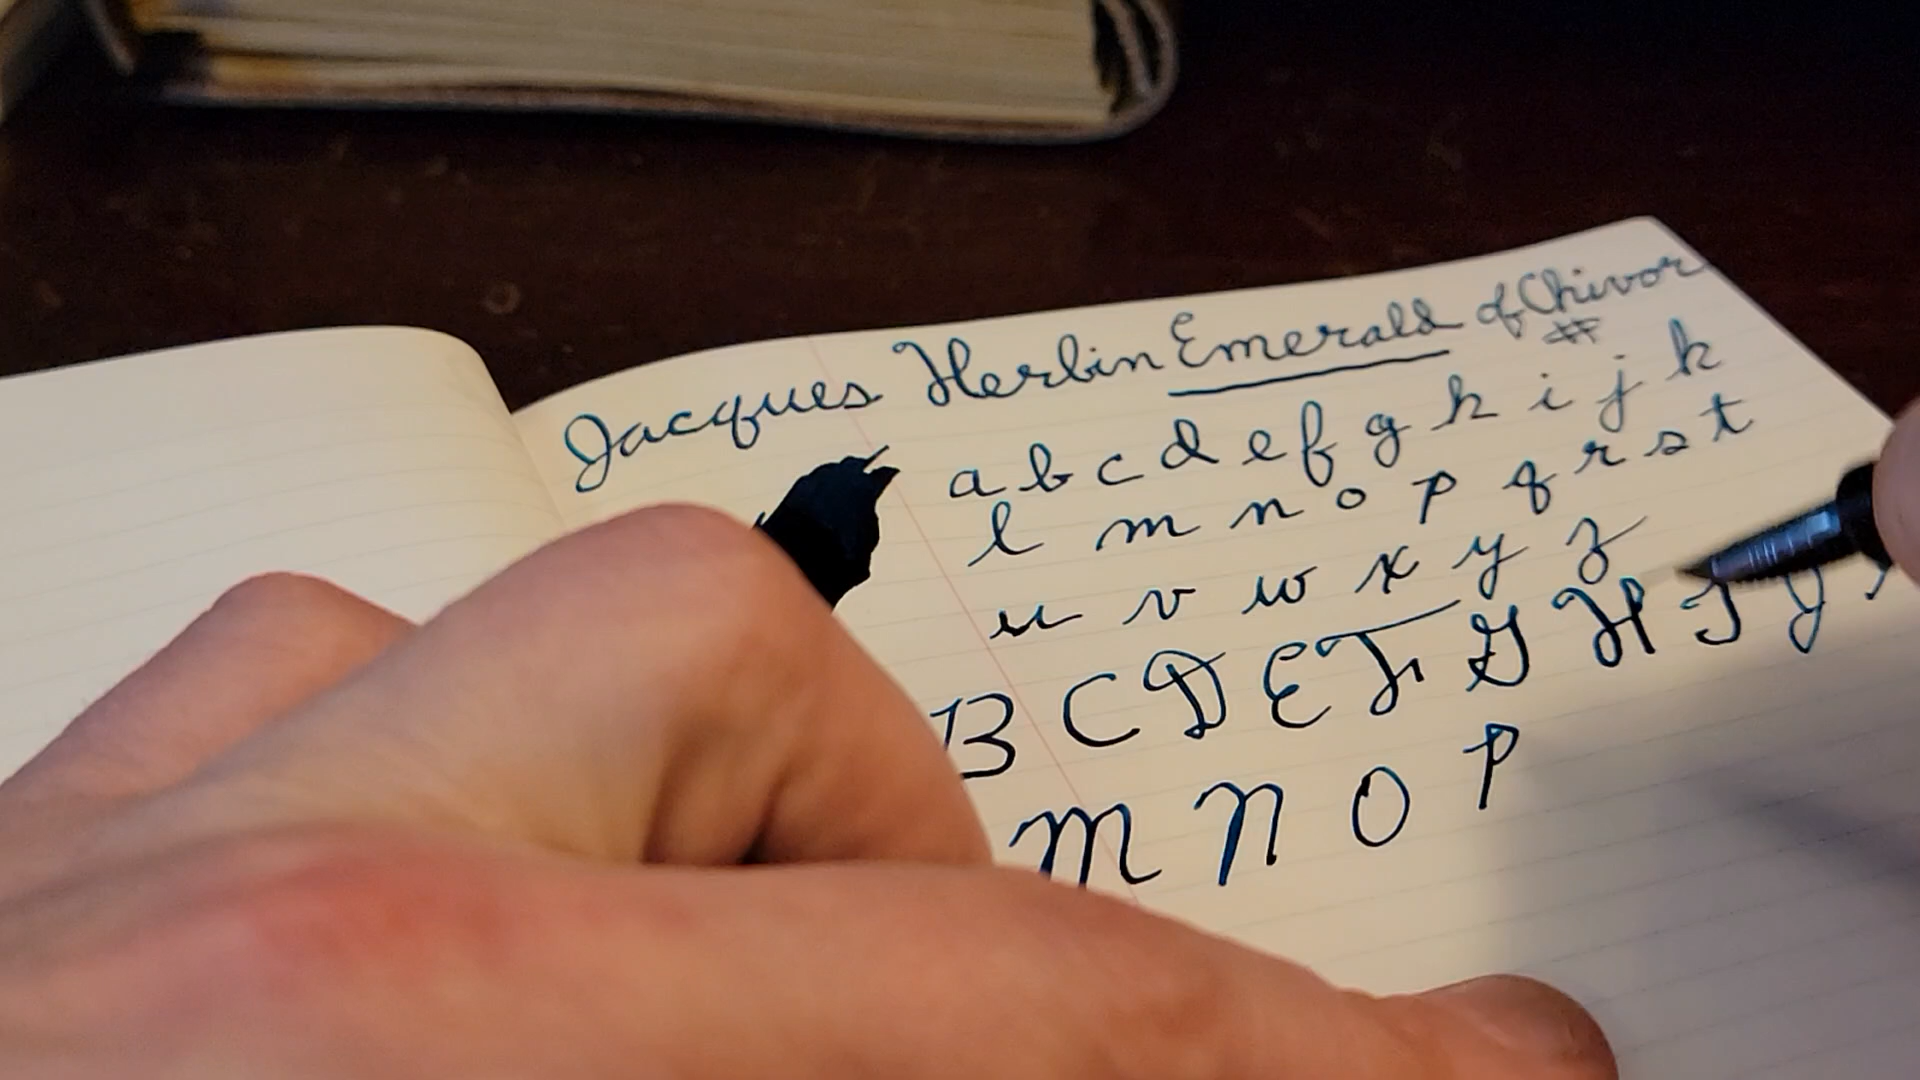 Jacques Herbin Emerald of Chivor
#
a b c d e f g h i j k
l m n o p q r s t
u v w x y z
B C D E F G H I J
M N O P